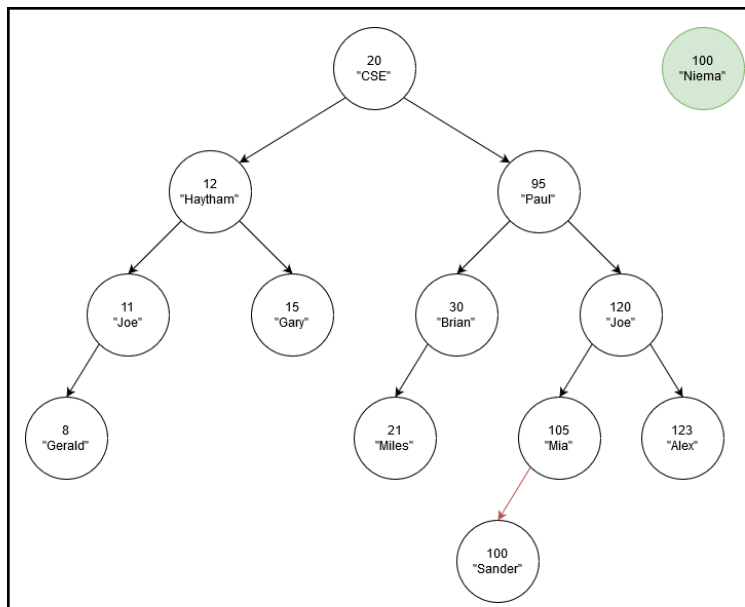 20
"CSE"
100
"Niema"
12
"Haytham"
95
"Paul"
11
"Joe"
15
"Gary"
30
"Brian"
120
"Joe"
8
"Gerald"
21
"Miles"
105
"Mia"
123
"Alex"
100
"Sander"